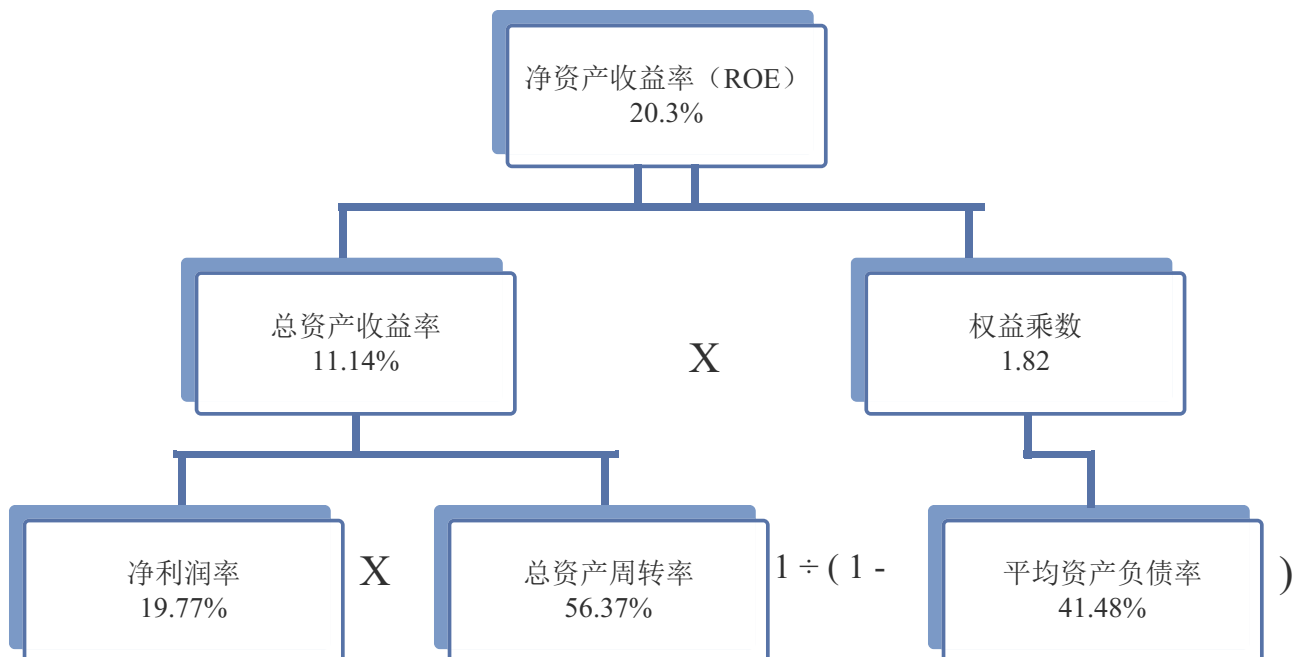 净资产收益率（ROE）
20.3%
总资产收益率
11.14%
X
权益乘数
1.82
净利润率
19.77%
X
总资产周转率
56.37%
1 ÷ ( 1 -
平均资产负债率
41.48%
)